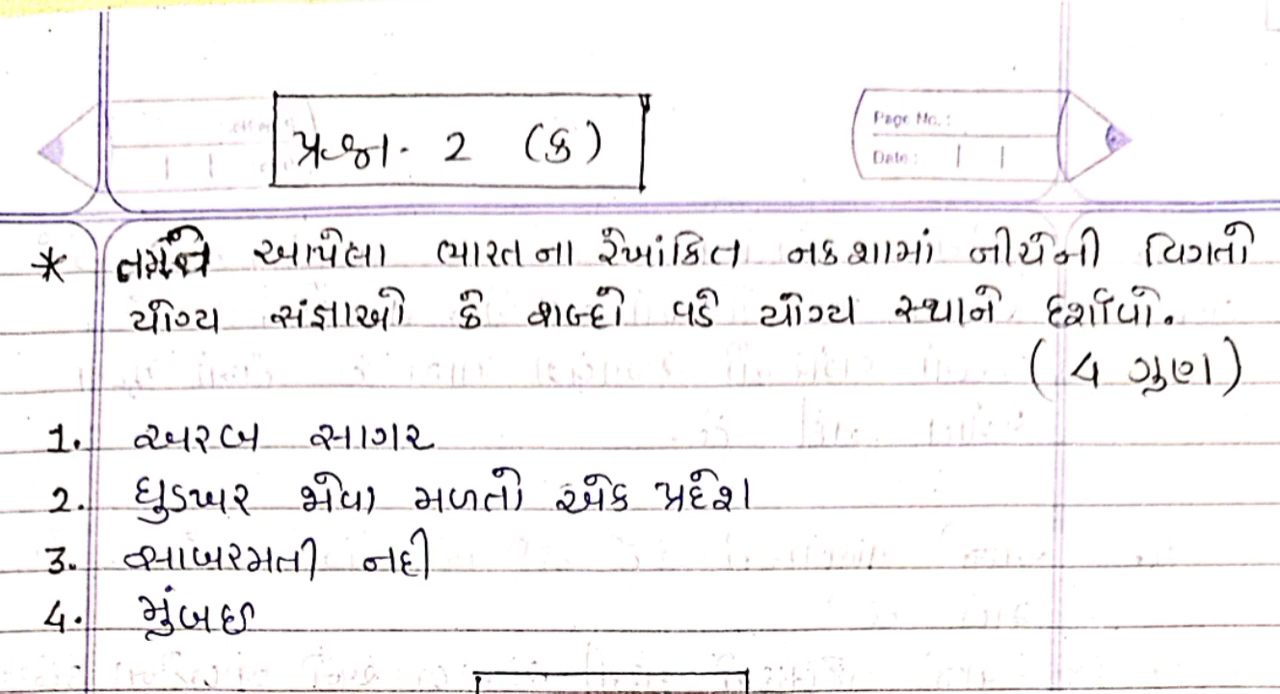 પ્રશ્ન. 2 (ક)
Page No. :
Date :
* તમને આપેલા ભારતના રેખાંકિત નકશામાં નીચેની વિગતો
યોગ્ય સંજ્ઞાઓ કે શબ્દો વડે યોગ્ય સ્થાને દર્શાવો.
(4 ગુણ)
1. અરબ સાગર
2. ઘુડખર જોવા મળતો એક પ્રદેશ
3. સાબરમતી નદી
4. મુંબઈ